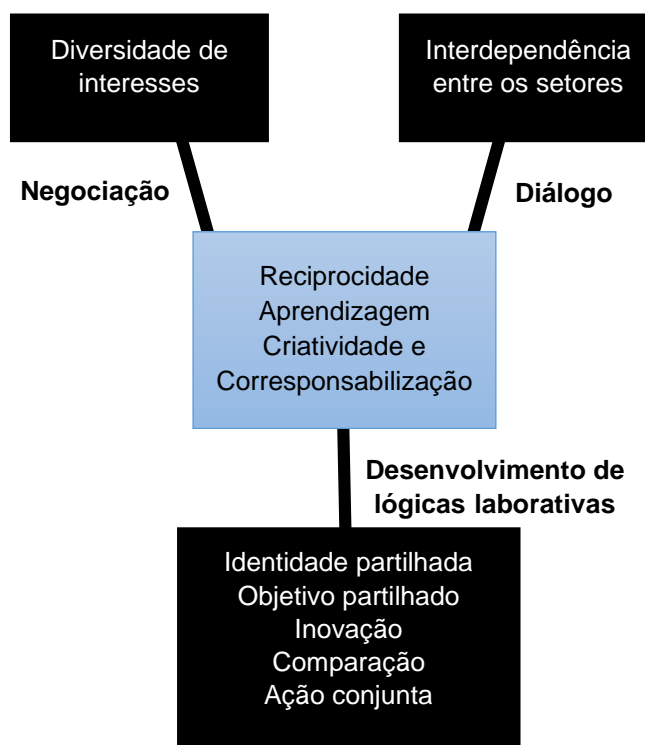 Diversidade de
interesses
Interdependência
entre os setores
Negociação
Diálogo
Reciprocidade
Aprendizagem
Criatividade e
Corresponsabilização
Desenvolvimento de
lógicas laborativas
Identidade partilhada
Objetivo partilhado
Inovação
Comparação
Ação conjunta